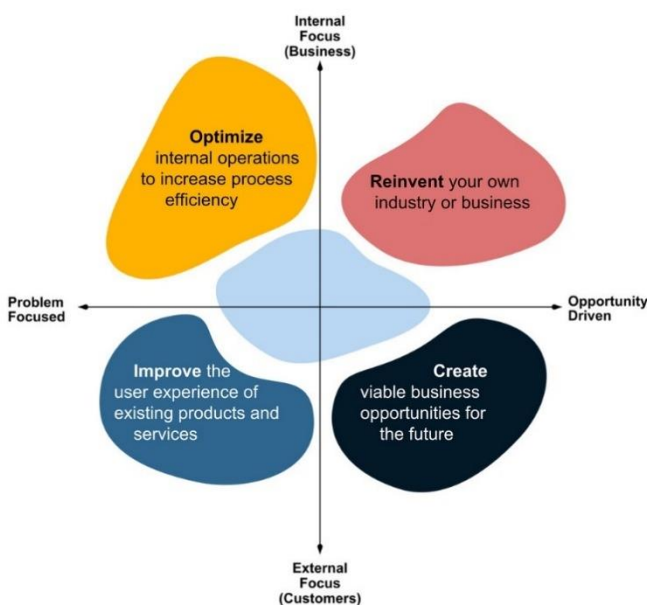 Internal
Focus
(Business)
Optimize
internal operations
to increase process
efficiency
Reinvent your own
industry or business
Problem
Focused
Opportunity
Driven
Improve the
user experience of
existing products and
services
Create
viable business
opportunities for
the future
External
Focus
(Customers)